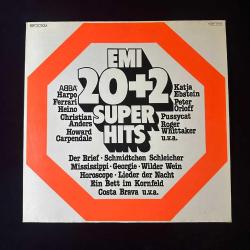 EMI
20+2
SUPER
HITS
ABBA
Harpo
Ferrari
Heino
Christian
Anders
Howard
Carpendale
Katja
Ebstein
Peter
Orloff
Pussycat
Roger
Whittaker
u.v.a.
Der Brief · Schmidtchen Schleicher
Mississippi · Georgie · Wilder Wein
Horoscope · Lieder der Nacht
Ein Bett im Kornfeld
Costa Brava u.v.a.